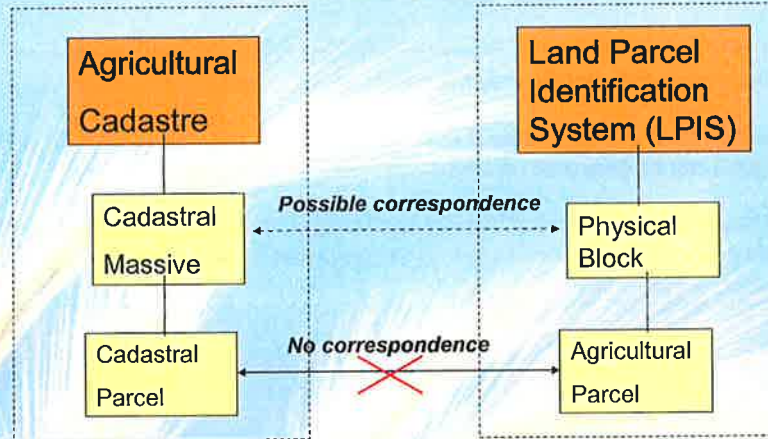 Agricultural
Cadastre
Land Parcel
Identification
System (LPIS)
Cadastral
Massive
Possible correspondence
Physical
Block
Cadastral
Parcel
No correspondence
Agricultural
Parcel